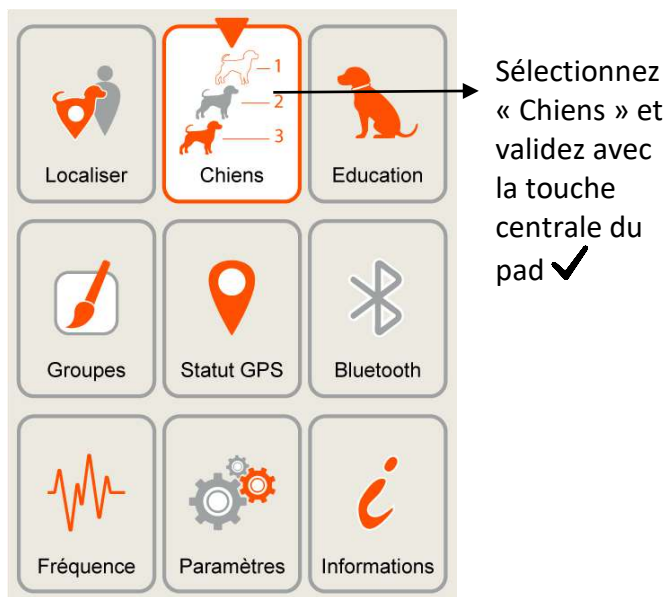 1
2
3
Localiser
Chiens
Education
Sélectionnez
« Chiens » et
validez avec
la touche
centrale du
pad ✓
Groupes
Statut GPS
Bluetooth
Fréquence
Paramètres
Informations